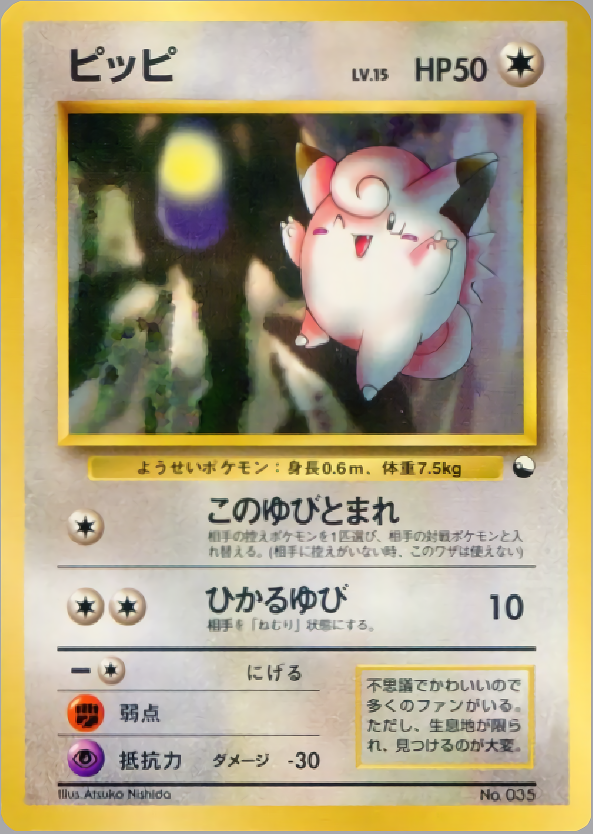 ピッピ LV.15 HP50
ようせいポケモン：身長0.6m、体重7.5kg
このゆびとまれ
相手の控えポケモンを1匹選び、相手の対戦ポケモンと入
れ替える。(相手に控えがいない時、このワザは使えない)
ひかるゆび 10
相手を「ねむり」状態にする。
にげる
弱点
抵抗力 ダメージ -30
不思議でかわいいので
多くのファンがいる。
ただし、生息地が限ら
れ、見つけるのが大変。
Illus. Atsuko Nishida No. 035